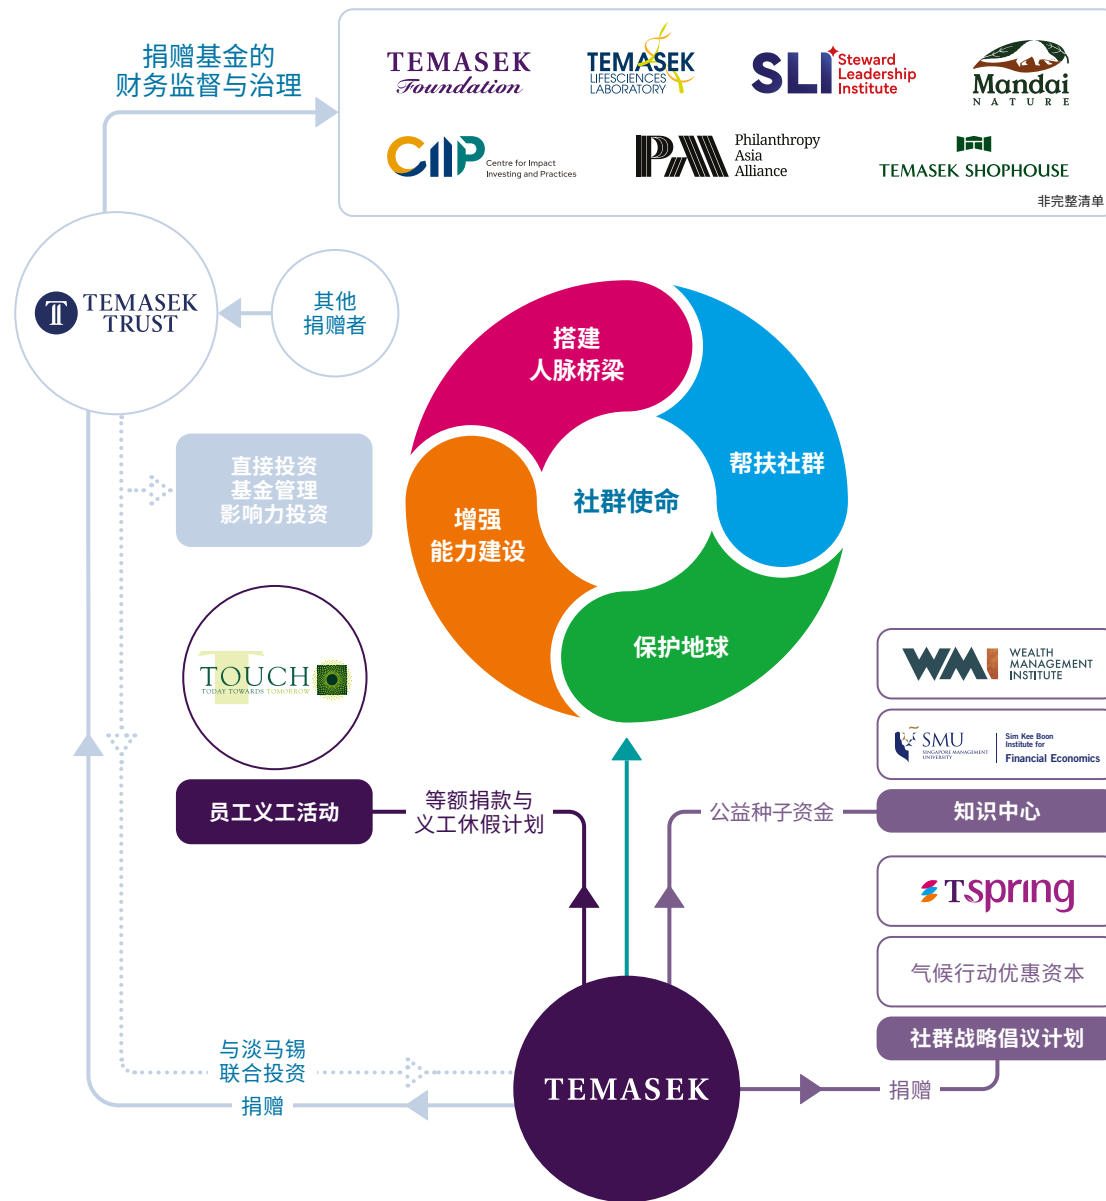 捐赠基金的
财务监督与治理
TEMASEK
Foundation
TEMASEK
LIFESCIENCES
LABORATORY
SLI
Steward
Leadership
Institute
Mandai
NATURE
CIIP
Centre for Impact
Investing and Practices
PAA
Philanthropy
Asia
Alliance
TEMASEK SHOPHOUSE
非完整清单
T
TEMASEK
TRUST
其他
捐赠者
搭建
人脉桥梁
帮扶社群
社群使命
增强
能力建设
保护地球
直接投资
基金管理
影响力投资
T
TOUCH
TODAY TOWARDS TOMORROW
员工义工活动
等额捐款与
义工休假计划
公益种子资金
WMI
WEALTH
MANAGEMENT
INSTITUTE
SMU
SINGAPORE MANAGEMENT
UNIVERSITY
Sim Kee Boon
Institute for
Financial Economics
知识中心
Tspring
气候行动优惠资本
社群战略倡议计划
与淡马锡
联合投资
捐赠
TEMASEK
捐赠